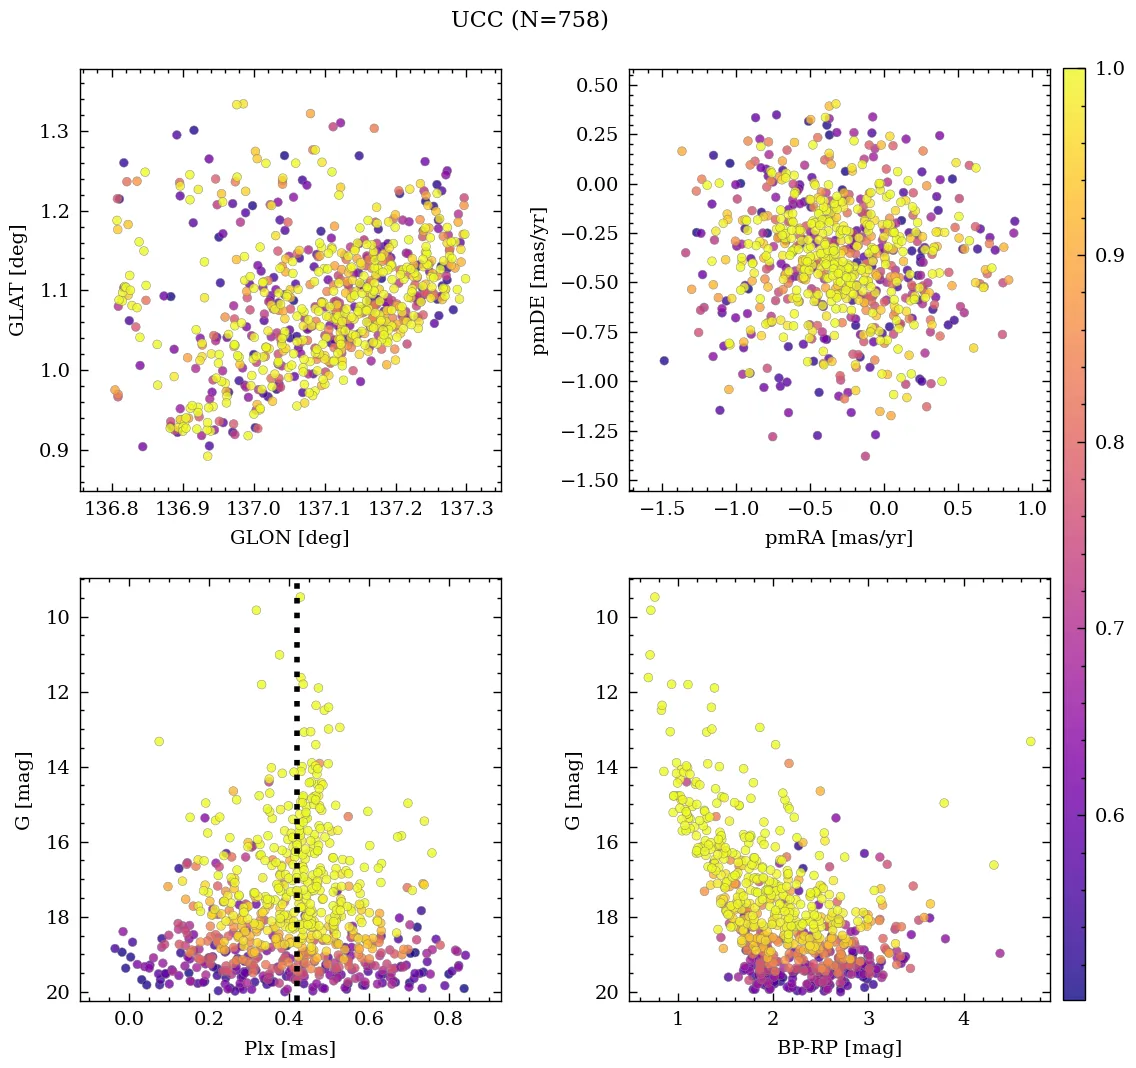 UCC (N=758)
1.3
1.2
1.1
1.0
0.9
GLAT [deg]
136.8 136.9 137.0 137.1 137.2 137.3
GLON [deg]
0.50
0.25
0.00
−0.25
−0.50
−0.75
−1.00
−1.25
−1.50
pmDE [mas/yr]
−1.5 −1.0 −0.5 0.0 0.5 1.0
pmRA [mas/yr]
10
12
14
16
18
20
G [mag]
0.0 0.2 0.4 0.6 0.8
Plx [mas]
10
12
14
16
18
20
G [mag]
1 2 3 4
BP-RP [mag]
1.0
0.9
0.8
0.7
0.6